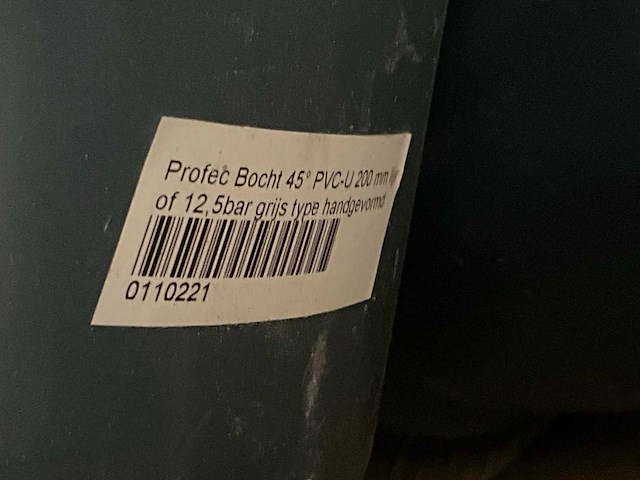 Profec Bocht 45° PVC-U 200 mm
of 12,5bar grijs type handgevormd
0110221